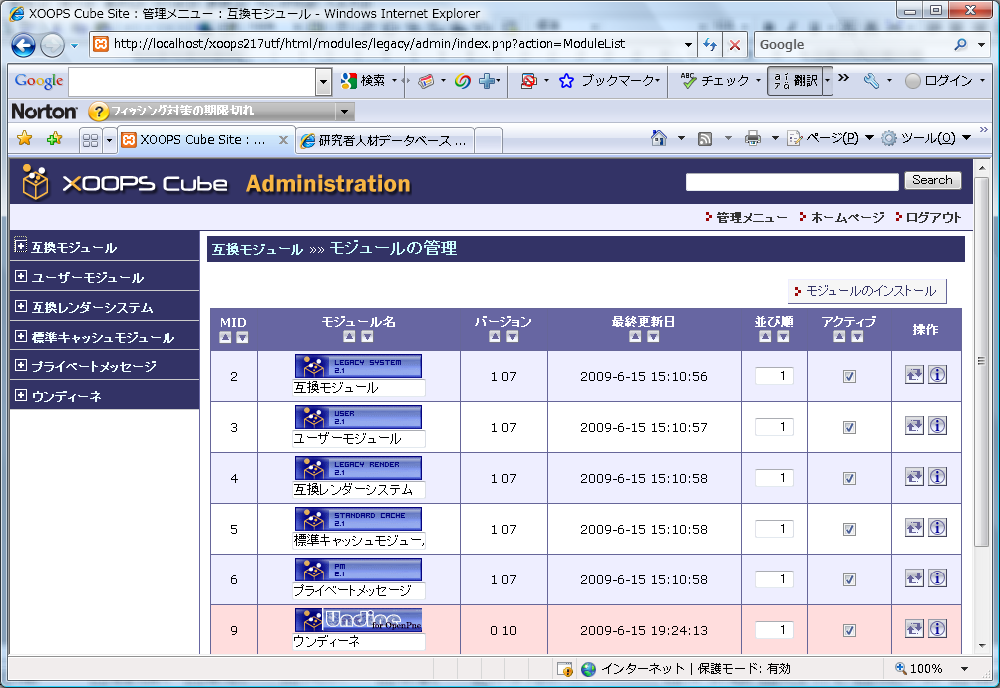 XOOPS Cube Site : 管理メニュー : 互換モジュール - Windows Internet Explorer
http://localhost/xoops217utf/html/modules/legacy/admin/index.php?action=ModuleList
Google
Google 検索 ブックマーク チェック 翻訳 ログイン
Norton フィッシング対策の期限切れ
XOOPS Cube Site : ... 研究者人材データベース ... ページ(P) ツール(O)
XOOPS Cube Administration Search
管理メニュー ホームページ ログアウト
互換モジュール
ユーザーモジュール
互換レンダーシステム
標準キャッシュモジュール
プライベートメッセージ
ウンディーネ
互換モジュール »» モジュールの管理
モジュールのインストール
MID モジュール名 バージョン 最終更新日 並び順 アクティブ 操作
LEGACY SYSTEM
2.1
2 互換モジュール 1.07 2009-6-15 15:10:56 1
USER
2.1
3 ユーザーモジュール 1.07 2009-6-15 15:10:57 1
LEGACY RENDER
2.1
4 互換レンダーシステム 1.07 2009-6-15 15:10:58 1
STANDARD CACHE
2.1
5 標準キャッシュモジュー 1.07 2009-6-15 15:10:58 1
PM
2.1
6 プライベートメッセージ 1.07 2009-6-15 15:10:58 1
Undine
for OpenPne
9 ウンディーネ 0.10 2009-6-15 19:24:13 1
インターネット | 保護モード: 有効 100%